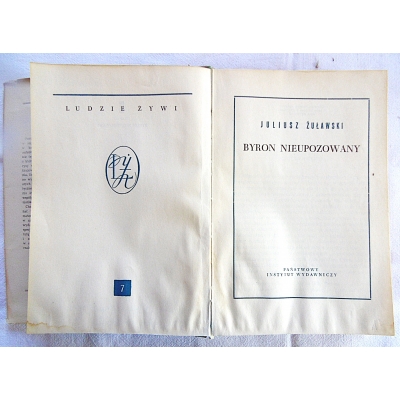 LUDZIE ŻYWI
7
JULIUSZ ŻUŁAWSKI
BYRON NIEUPOZOWANY
PAŃSTWOWY
INSTYTUT WYDAWNICZY